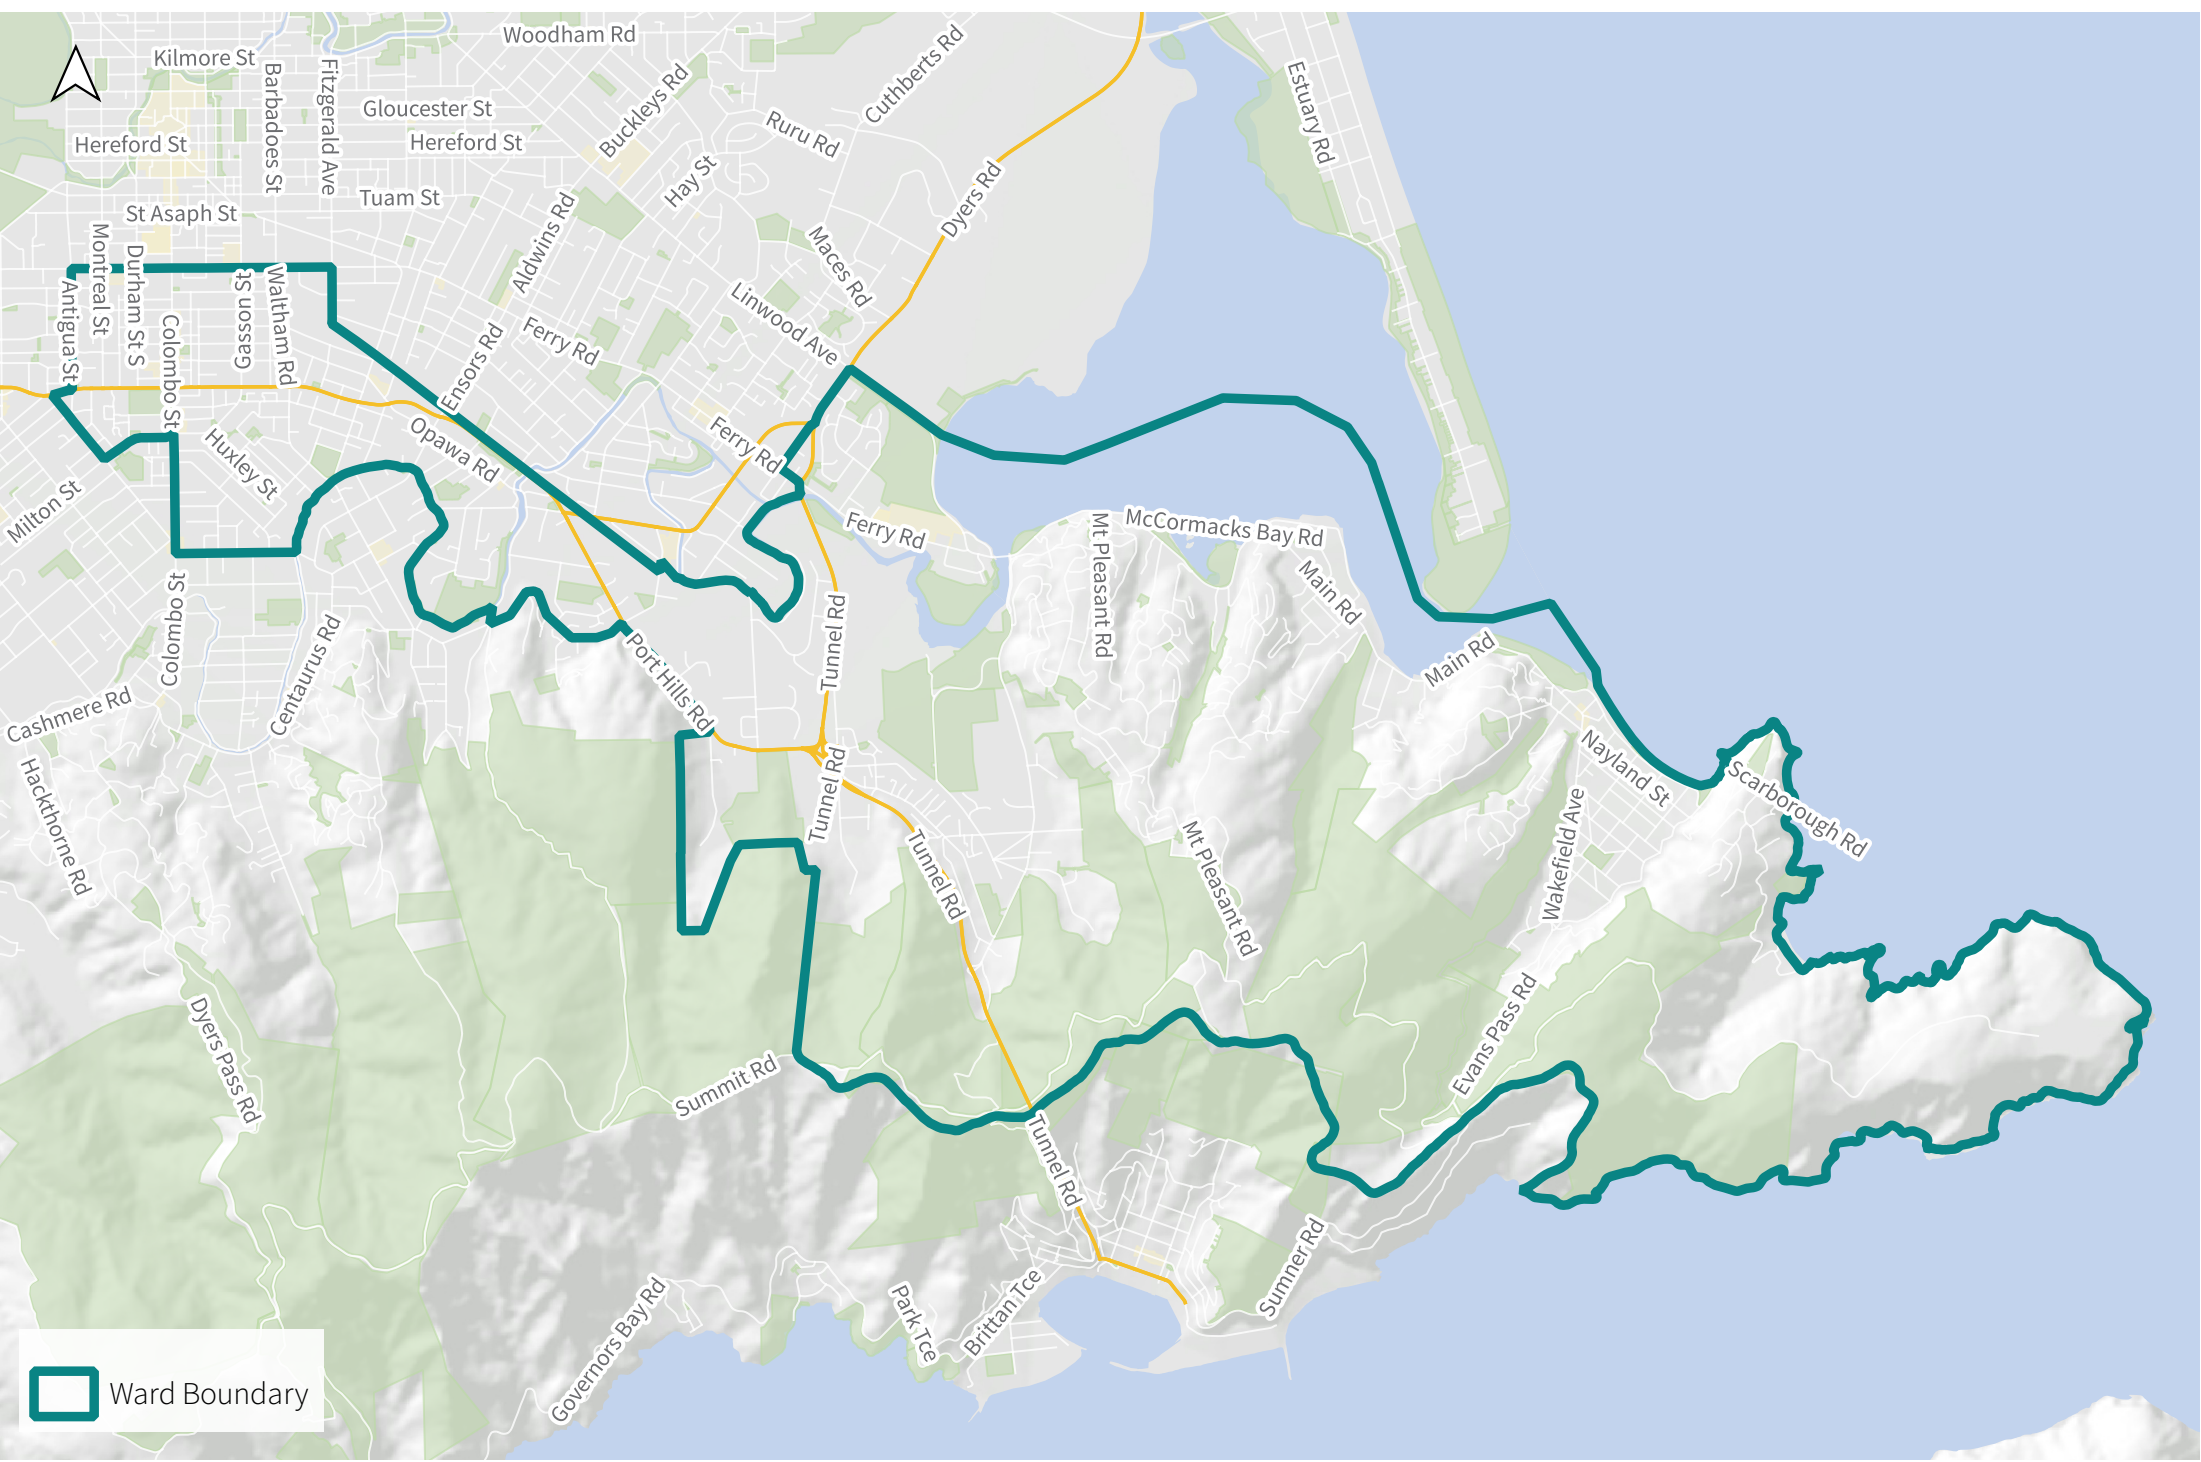 Woodham Rd
Kilmore St
Cuthberts Rd
Barbadoes St
Fitzgerald Ave
Gloucester St
Buckleys Rd
Estuary Rd
Hereford St
Hereford St
Ruru Rd
Hay St
Tuam St
Dyers Rd
St Asaph St
Aldwins Rd
Montreal St
Durham St S
Maces Rd
Antigua St
Gasson St
Waltham Rd
Linwood Ave
Colombo St
Ensors Rd
Ferry Rd
Huxley St
Opawa Rd
Ferry Rd
Milton St
Ferry Rd
Mt Pleasant Rd
McCormacks Bay Rd
Main Rd
Colombo St
Centaurus Rd
Tunnel Rd
Port Hills Rd
Main Rd
Cashmere Rd
Hackthorne Rd
Tunnel Rd
Nayland St
Scarborough Rd
Tunnel Rd
Mt Pleasant Rd
Wakefield Ave
Dyers Pass Rd
Evans Pass Rd
Summit Rd
Tunnel Rd
Sumner Rd
Governors Bay Rd
Park Tce
Brittan Tce
Ward Boundary